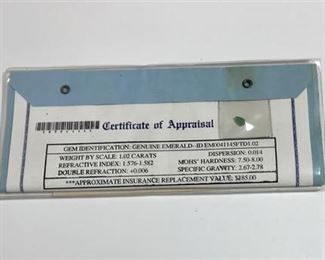 Certificate of Appraisal
GEM IDENTIFICATION: GENUINE EMERALD- ID EM0041145FTD1.02
WEIGHT BY SCALE: 1.02 CARATS DISPERSION: 0.014
REFRACTIVE INDEX: 1.576-1.582 MOHS' HARDNESS: 7.50-8.00
DOUBLE REFRACTION: +0.006 SPECIFIC GRAVITY: 2.67-2.78
***APPROXIMATE INSURANCE REPLACEMENT VALUE: $285.00